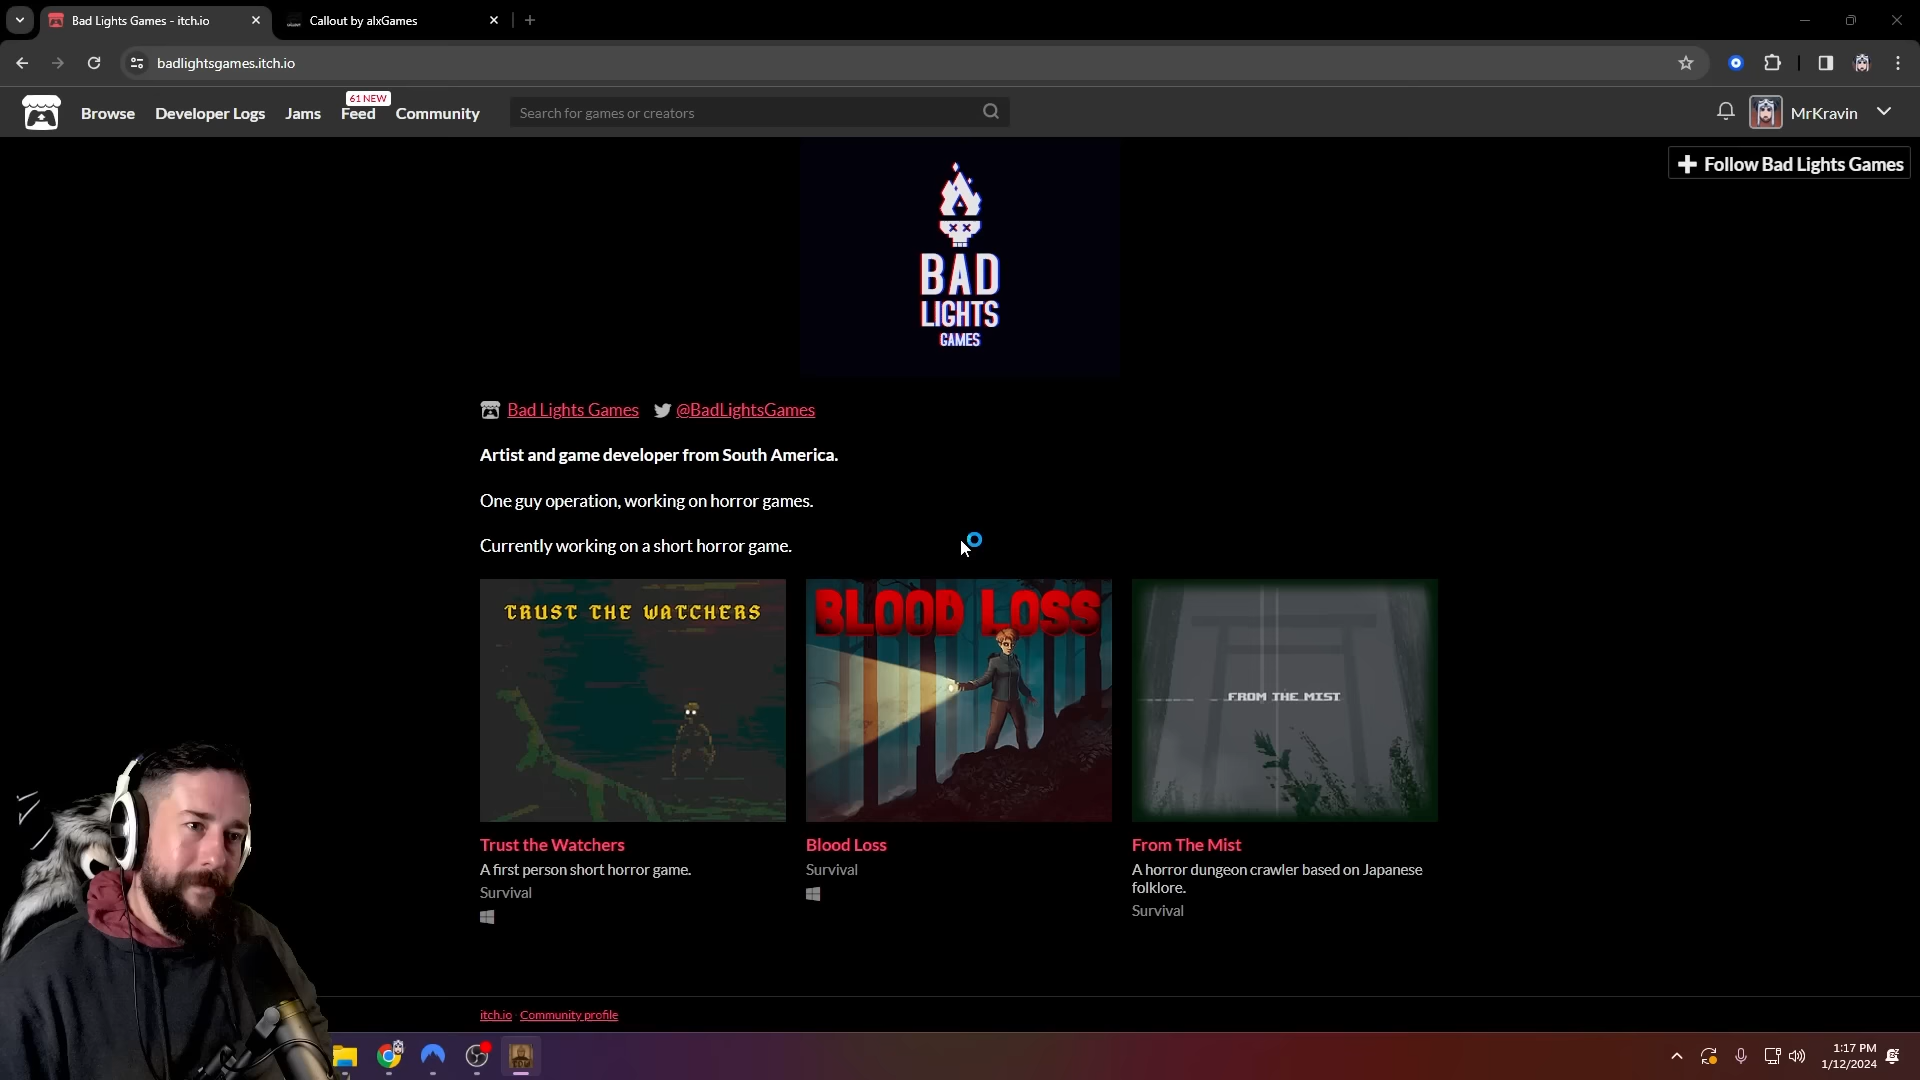 Bad Lights Games - itch.io
Callout by alxGames
badlightsgames.itch.io
Browse
Developer Logs
Jams
61 NEW
Feed
Community
Search for games or creators
MrKravin
Follow Bad Lights Games
BAD
LIGHTS
GAMES
Bad Lights Games
@BadLightsGames
Artist and game developer from South America.
One guy operation, working on horror games.
Currently working on a short horror game.
TRUST THE WATCHERS
BLOOD LOSS
FROM THE MIST
Trust the Watchers
A first person short horror game.
Survival
Blood Loss
Survival
From The Mist
A horror dungeon crawler based on Japanese
folklore.
Survival
itch.io · Community profile
1:17 PM
1/12/2024